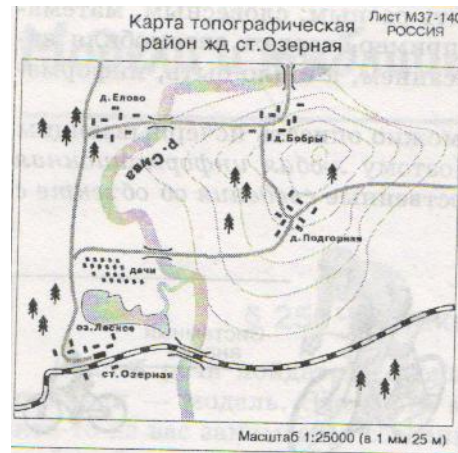 Карта топографическая
район жд ст.Озерная
Лист М37-140
РОССИЯ
д. Елово
р. Сива
д. Бобры
д. Подгорная
дачи
оз. Лесное
ст. Озерная
Масштаб 1:25000 (в 1 мм 25 м)